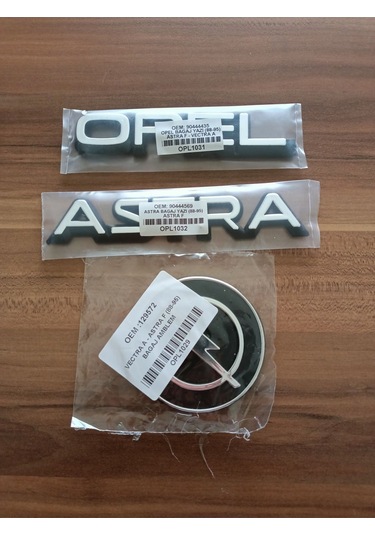 OPEL
OEM: 90444435
OPEL BAGAJ YAZI (88-95)
ASTRA F - VECTRA A
OPL1031
ASTRA
OEM: 90444569
ASTRA BAGAJ YAZI (88-95)
ASTRA F
OPL1032
OEM :129572
VECTRA A - ASTRA F (88-95)
BAGAJ AMBLEM
OPL1029